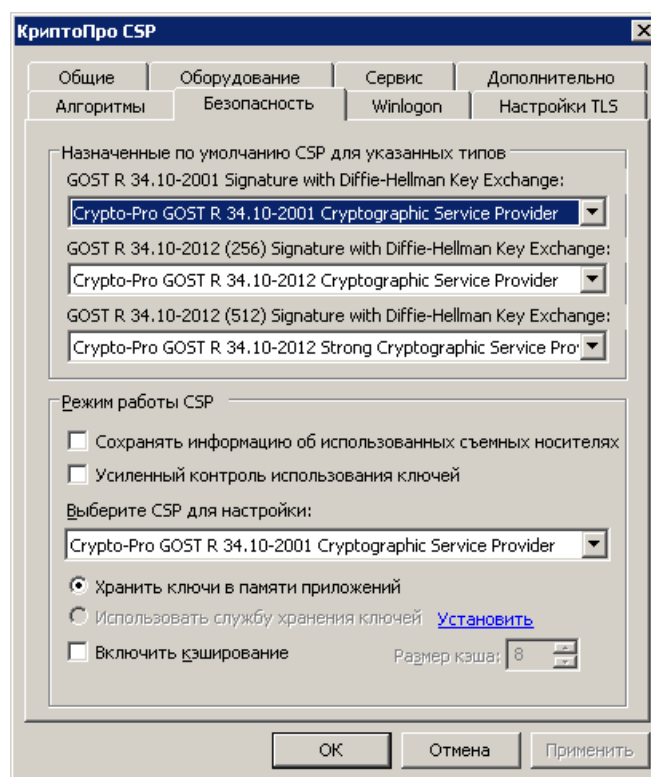 КриптоПро CSP
Общие Оборудование Сервис Дополнительно
Алгоритмы Безопасность Winlogon Настройки TLS
Назначенные по умолчанию CSP для указанных типов
GOST R 34.10-2001 Signature with Diffie-Hellman Key Exchange:
Crypto-Pro GOST R 34.10-2001 Cryptographic Service Provider
GOST R 34.10-2012 (256) Signature with Diffie-Hellman Key Exchange:
Crypto-Pro GOST R 34.10-2012 Cryptographic Service Provider
GOST R 34.10-2012 (512) Signature with Diffie-Hellman Key Exchange:
Crypto-Pro GOST R 34.10-2012 Strong Cryptographic Service Pro
Режим работы CSP
Сохранять информацию об использованных съемных носителях
Усиленный контроль использования ключей
Выберите CSP для настройки:
Crypto-Pro GOST R 34.10-2001 Cryptographic Service Provider
Хранить ключи в памяти приложений
Использовать службу хранения ключей Установить
Включить кэширование Размер кэша: 8
ОК Отмена Применить